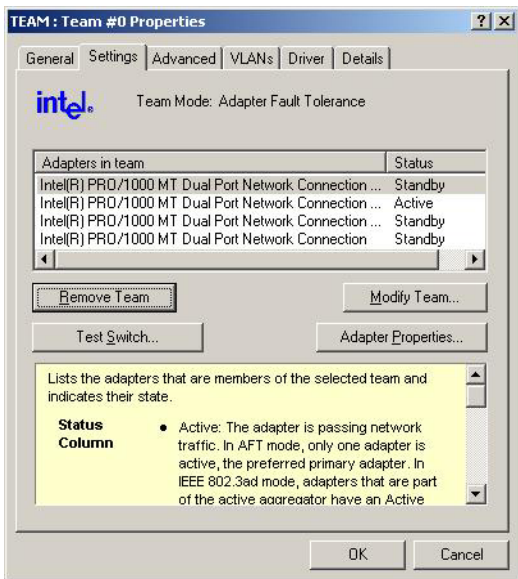 TEAM : Team #0 Properties
General Settings Advanced VLANs Driver Details
intel® Team Mode: Adapter Fault Tolerance
Adapters in team Status
Intel(R) PRO/1000 MT Dual Port Network Connection ... Standby
Intel(R) PRO/1000 MT Dual Port Network Connection ... Active
Intel(R) PRO/1000 MT Dual Port Network Connection ... Standby
Intel(R) PRO/1000 MT Dual Port Network Connection Standby
Remove Team Modify Team...
Test Switch... Adapter Properties...
Lists the adapters that are members of the selected team and
indicates their state.
Status • Active: The adapter is passing network
Column traffic. In AFT mode, only one adapter is
active, the preferred primary adapter. In
IEEE 802.3ad mode, adapters that are part
of the active aggregator have an Active
OK Cancel